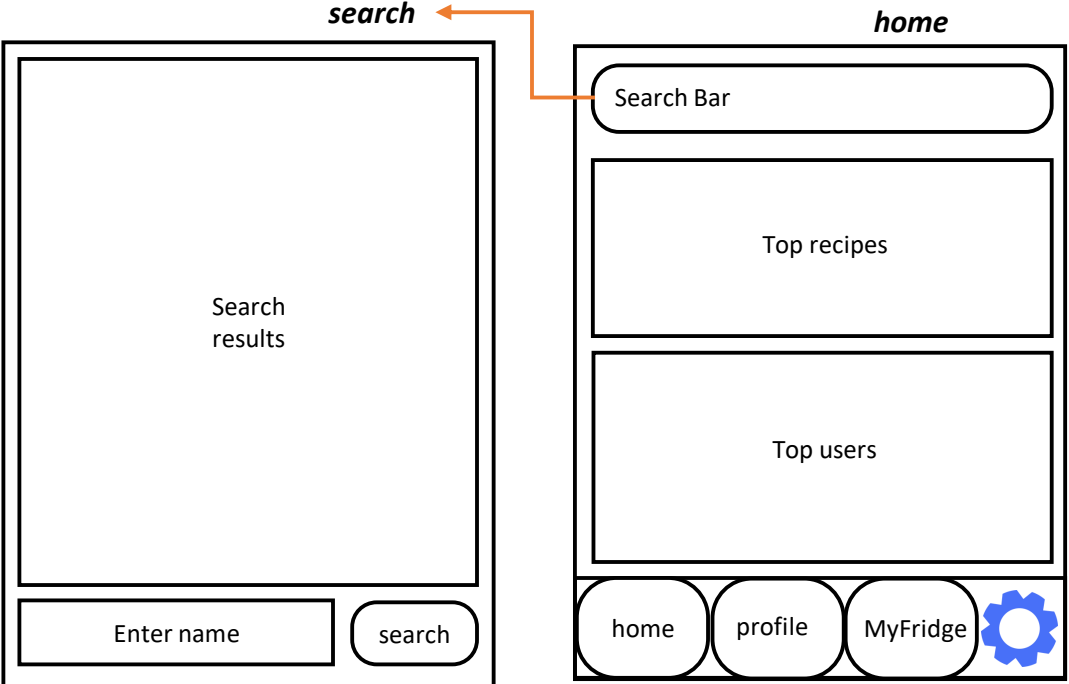 search
home
Search Bar
Top recipes
Search
results
Top users
Enter name
search
home
profile
MyFridge